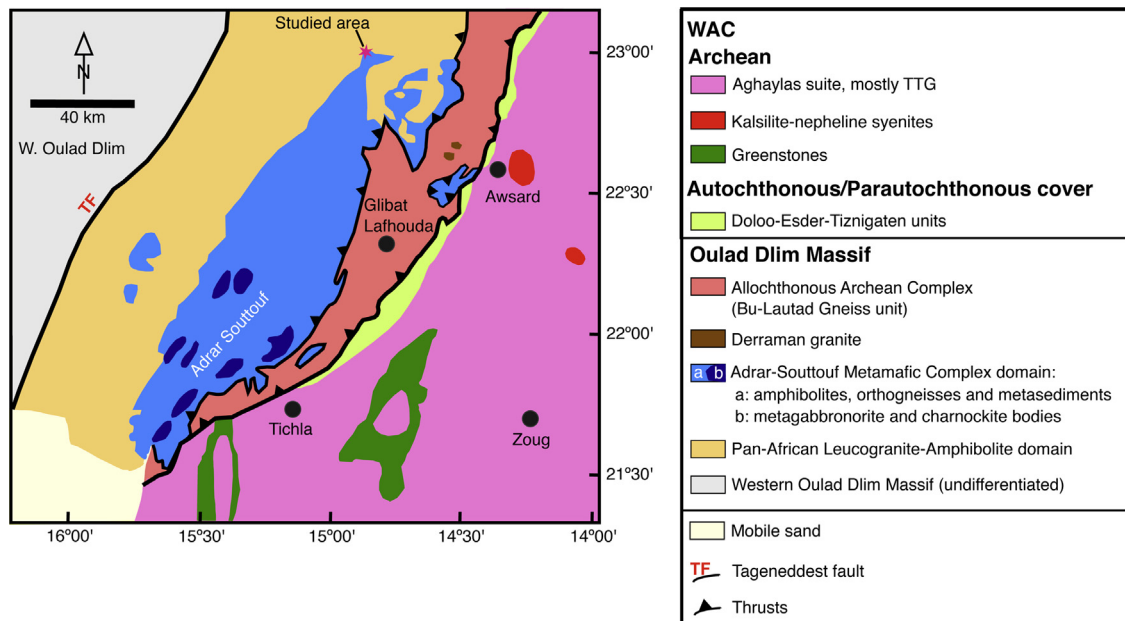 Studied area
N
40 km
W. Oulad Dlim
TF
Glibat
Lafhouda
Awsard
Adrar Souttouf
Tichla
Zoug
23°00'
22°30'
22°00'
21°30'
16°00'
15°30'
15°00'
14°30'
14°00'
WAC
Archean
Aghaylas suite, mostly TTG
Kalsilite-nepheline syenites
Greenstones
Autochthonous/Parautochthonous cover
Doloo-Esder-Tiznigaten units
Oulad Dlim Massif
Allochthonous Archean Complex
(Bu-Lautad Gneiss unit)
Derraman granite
a b Adrar-Souttouf Metamafic Complex domain:
a: amphibolites, orthogneisses and metasediments
b: metagabbronorite and charnockite bodies
Pan-African Leucogranite-Amphibolite domain
Western Oulad Dlim Massif (undifferentiated)
Mobile sand
TF Tageneddest fault
Thrusts